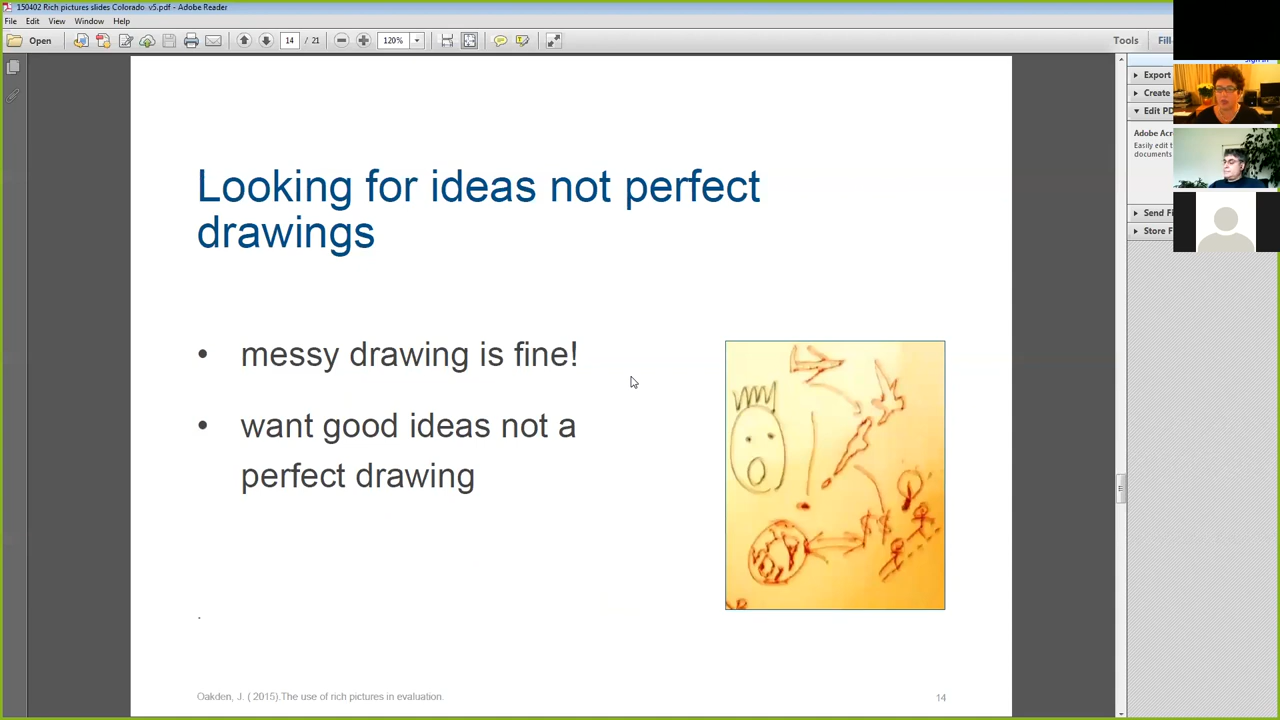 150402 Rich pictures slides Colorado v5.pdf - Adobe Reader
File Edit View Window Help
Open 14 / 21 120% Tools Fill
Export
Create
Edit PD
Adobe Acr
Easily edit t
documents
Send Fi
Store F
Looking for ideas not perfect
drawings
• messy drawing is fine!
• want good ideas not a
perfect drawing
.
Oakden, J. ( 2015).The use of rich pictures in evaluation.
14